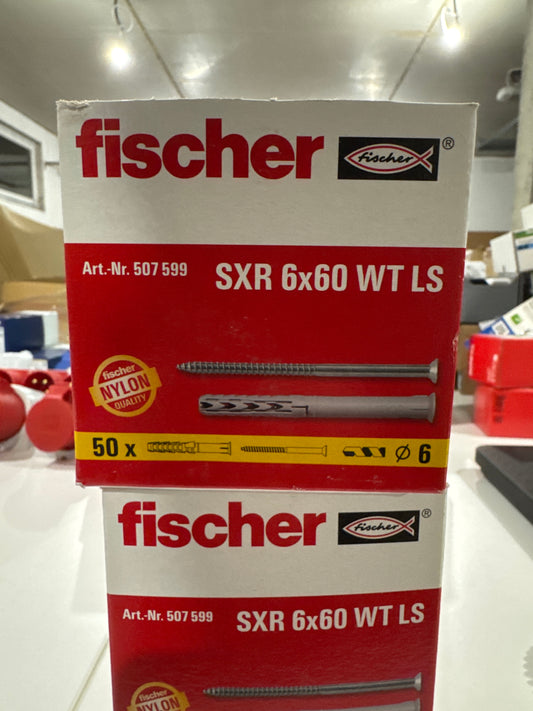 fischer
fischer ®
Art.-Nr. 507 599
SXR 6x60 WT LS
fischer
NYLON
QUALITY
50 x
Ø 6
fischer
fischer ®
Art.-Nr. 507 599
SXR 6x60 WT LS
fischer
NYLON